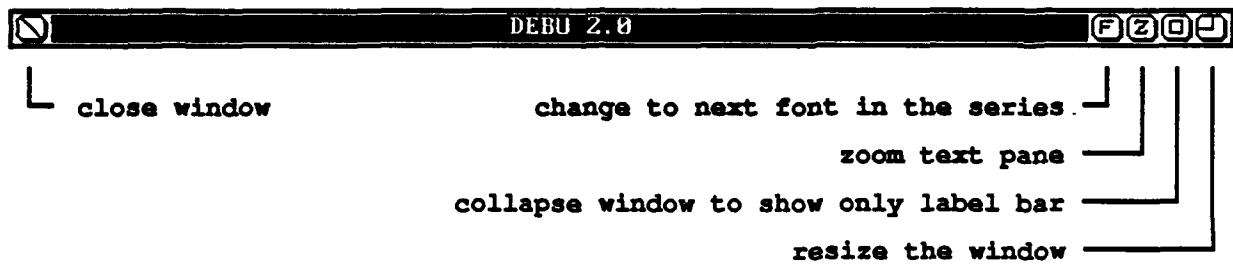 DEBU 2.0 F Z
close window change to next font in the series
zoom text pane
collapse window to show only label bar
resize the window